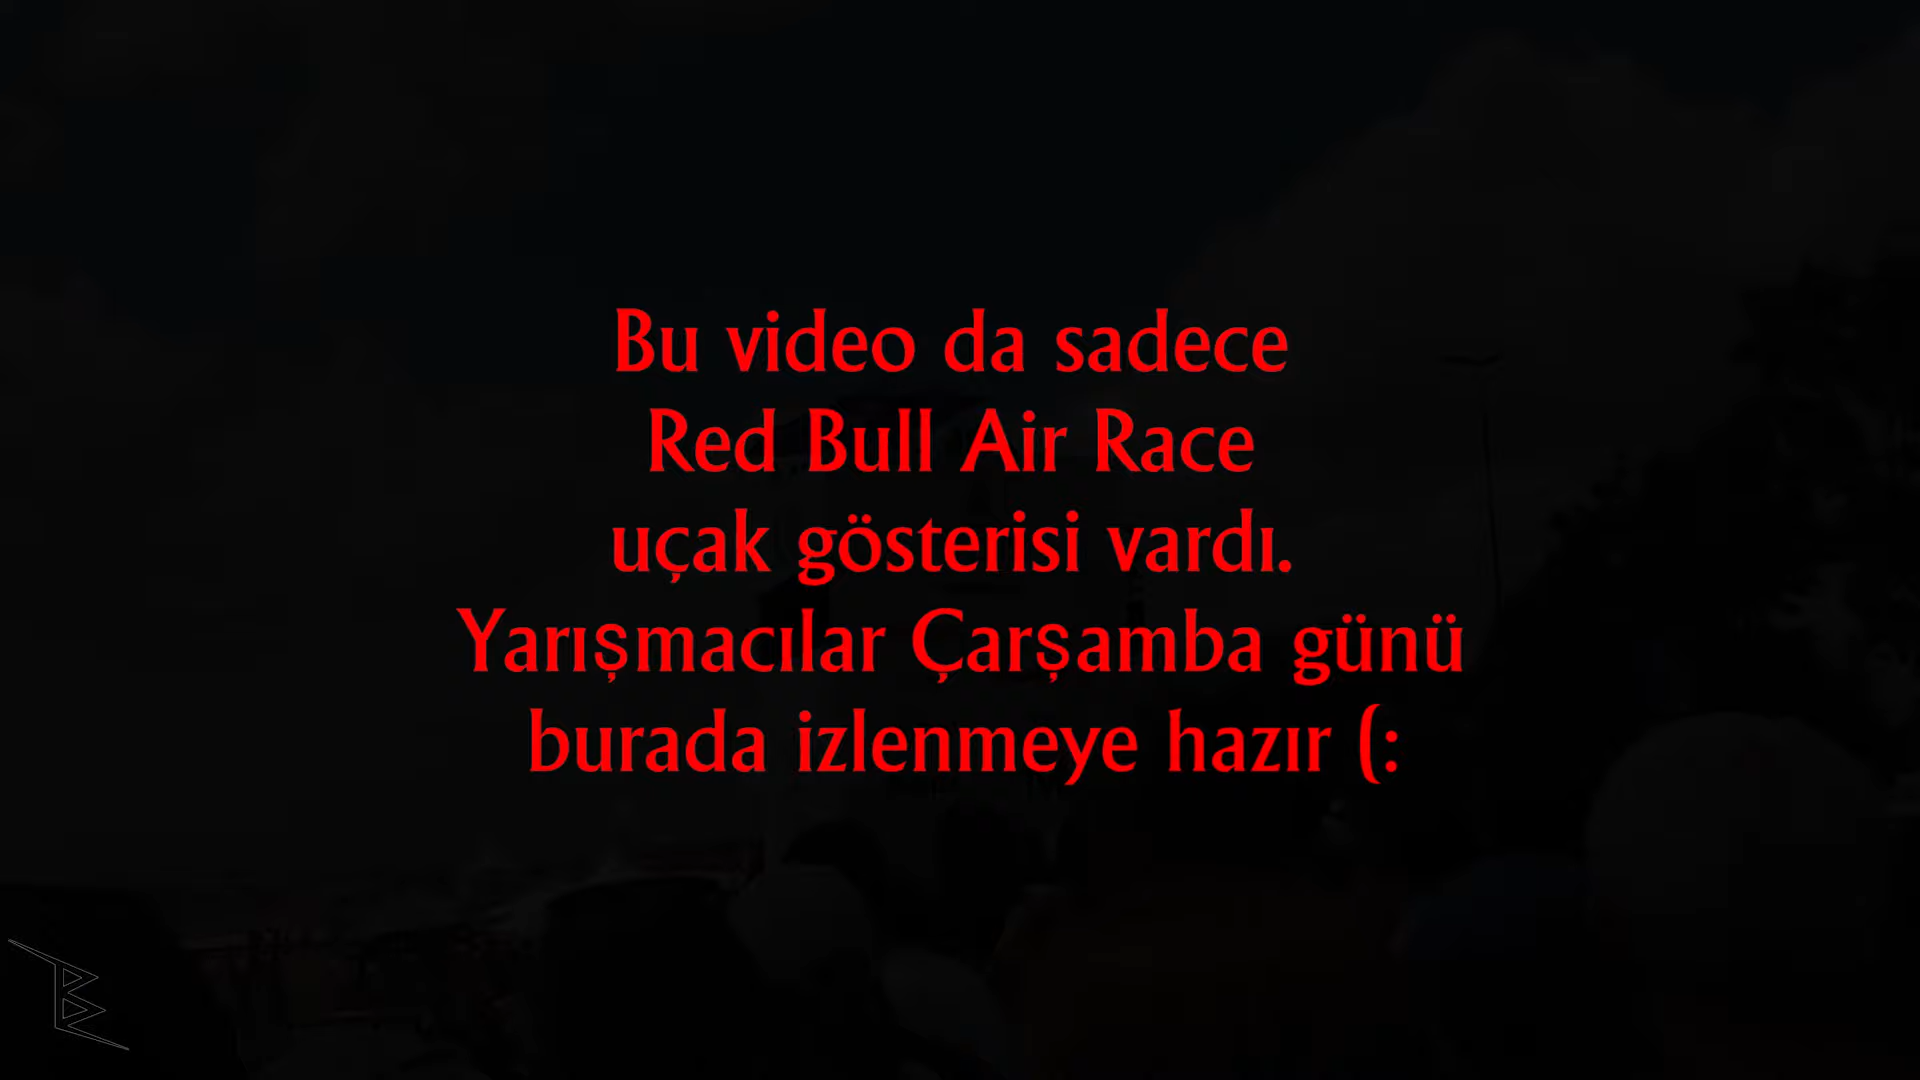 Bu video da sadece
Red Bull Air Race
uçak gösterisi vardı.
Yarışmacılar Çarşamba günü
burada izlenmeye hazır (: